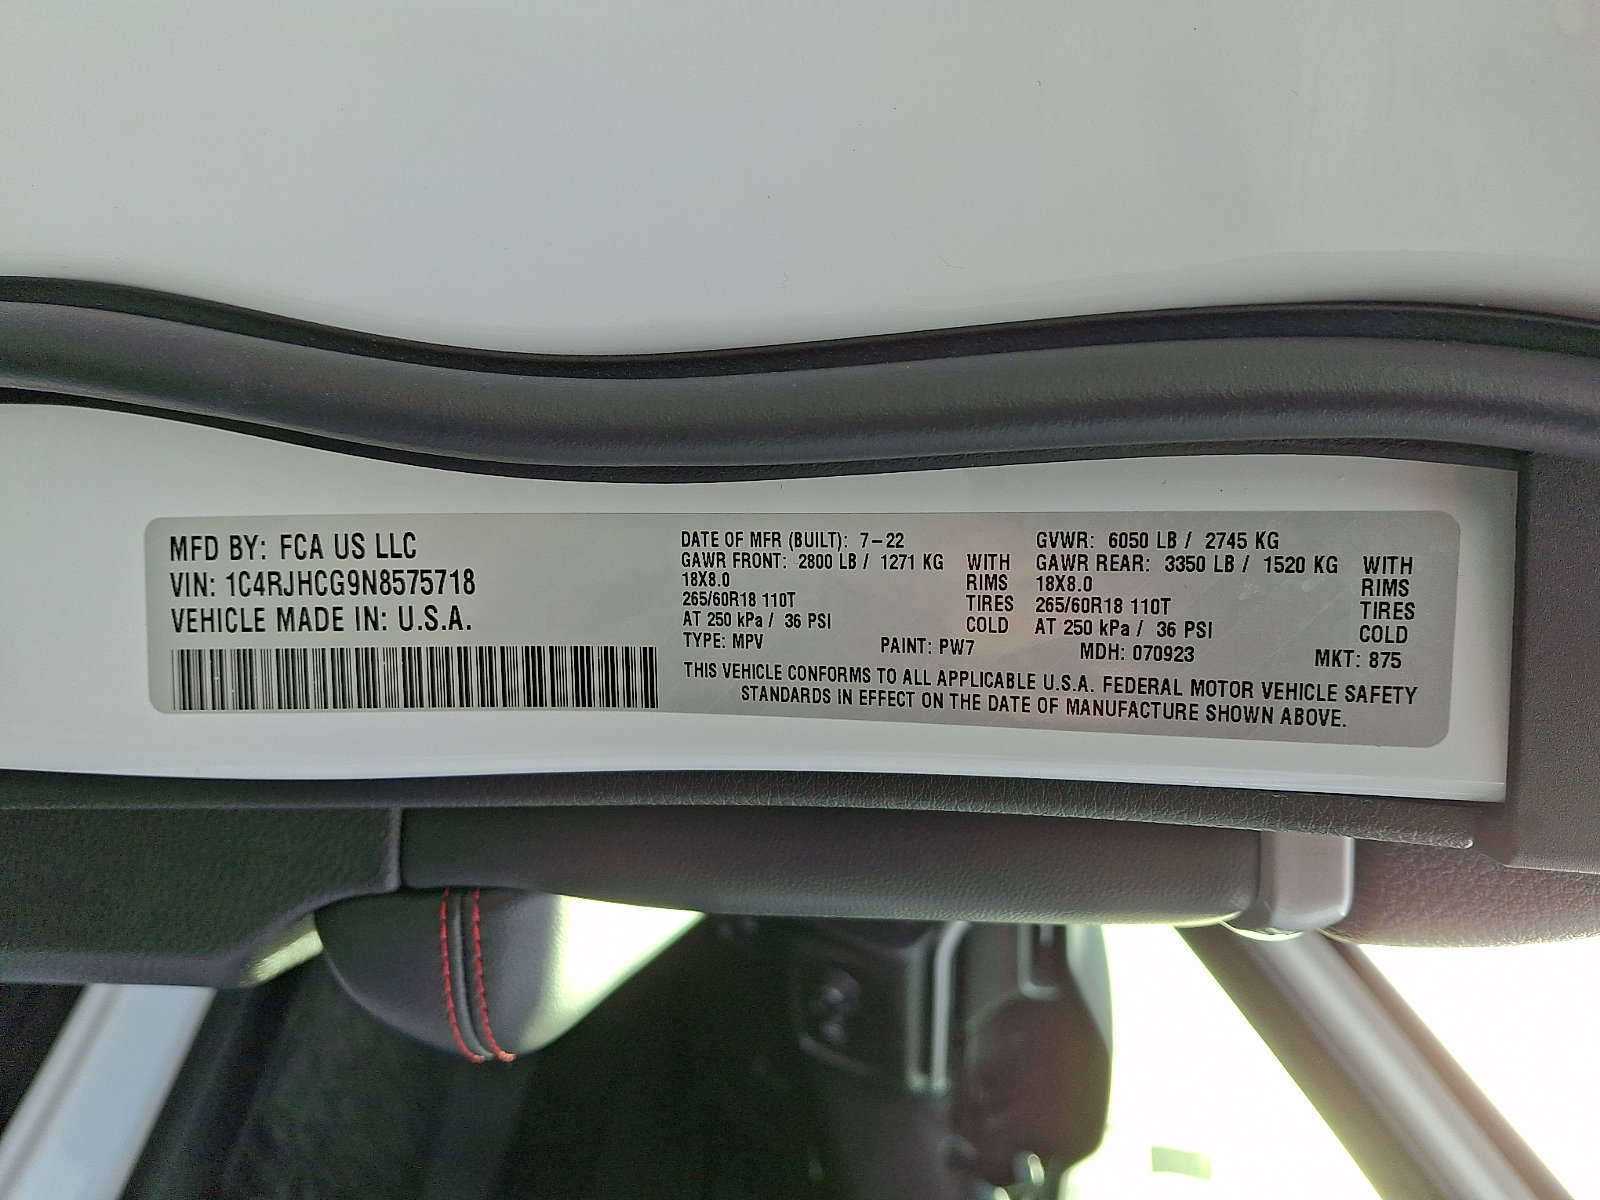 MFD BY: FCA US LLC
VIN: 1C4RJHCG9N8575718
VEHICLE MADE IN: U.S.A.
DATE OF MFR (BUILT): 7-22
GAWR FRONT: 2800 LB / 1271 KG WITH
18X8.0 RIMS
265/60R18 110T TIRES
AT 250 kPa / 36 PSI COLD
GVWR: 6050 LB / 2745 KG
GAWR REAR: 3350 LB / 1520 KG WITH
18X8.0 RIMS
265/60R18 110T TIRES
AT 250 kPa / 36 PSI COLD
TYPE: MPV PAINT: PW7 MDH: 070923 MKT: 875
THIS VEHICLE CONFORMS TO ALL APPLICABLE U.S.A. FEDERAL MOTOR VEHICLE SAFETY
STANDARDS IN EFFECT ON THE DATE OF MANUFACTURE SHOWN ABOVE.